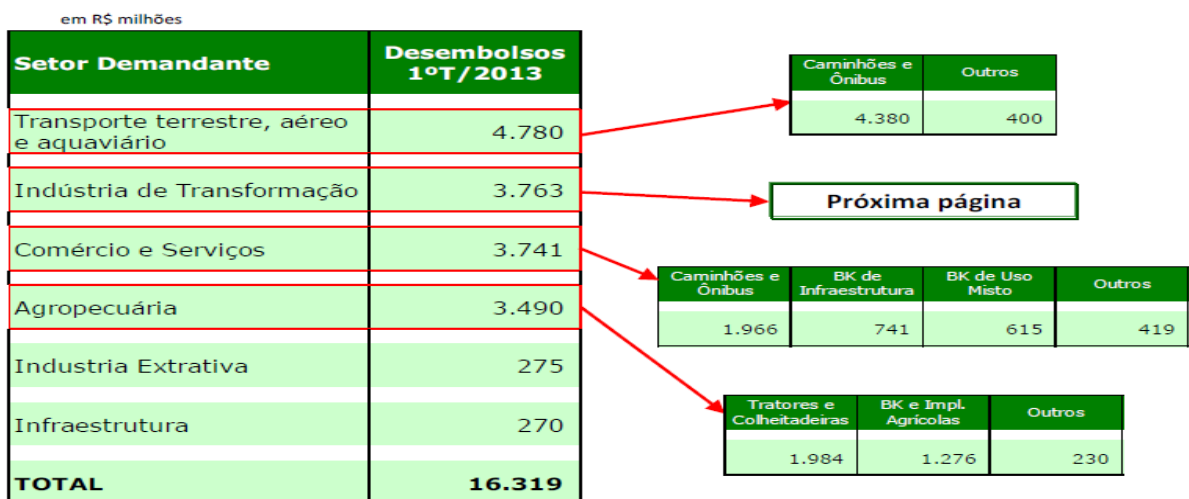 em R$ milhões
Setor Demandante
Desembolsos
1ºT/2013
Transporte terrestre, aéreo
e aquaviário
4.780
Indústria de Transformação
3.763
Comércio e Serviços
3.741
Agropecuária
3.490
Industria Extrativa
275
Infraestrutura
270
TOTAL
16.319
Caminhões e
Ônibus
Outros
4.380
400
Próxima página
Caminhões e
Ônibus
BK de
Infraestrutura
BK de Uso
Misto
Outros
1.966
741
615
419
Tratores e
Colheitadeiras
BK e Impl.
Agrícolas
Outros
1.984
1.276
230